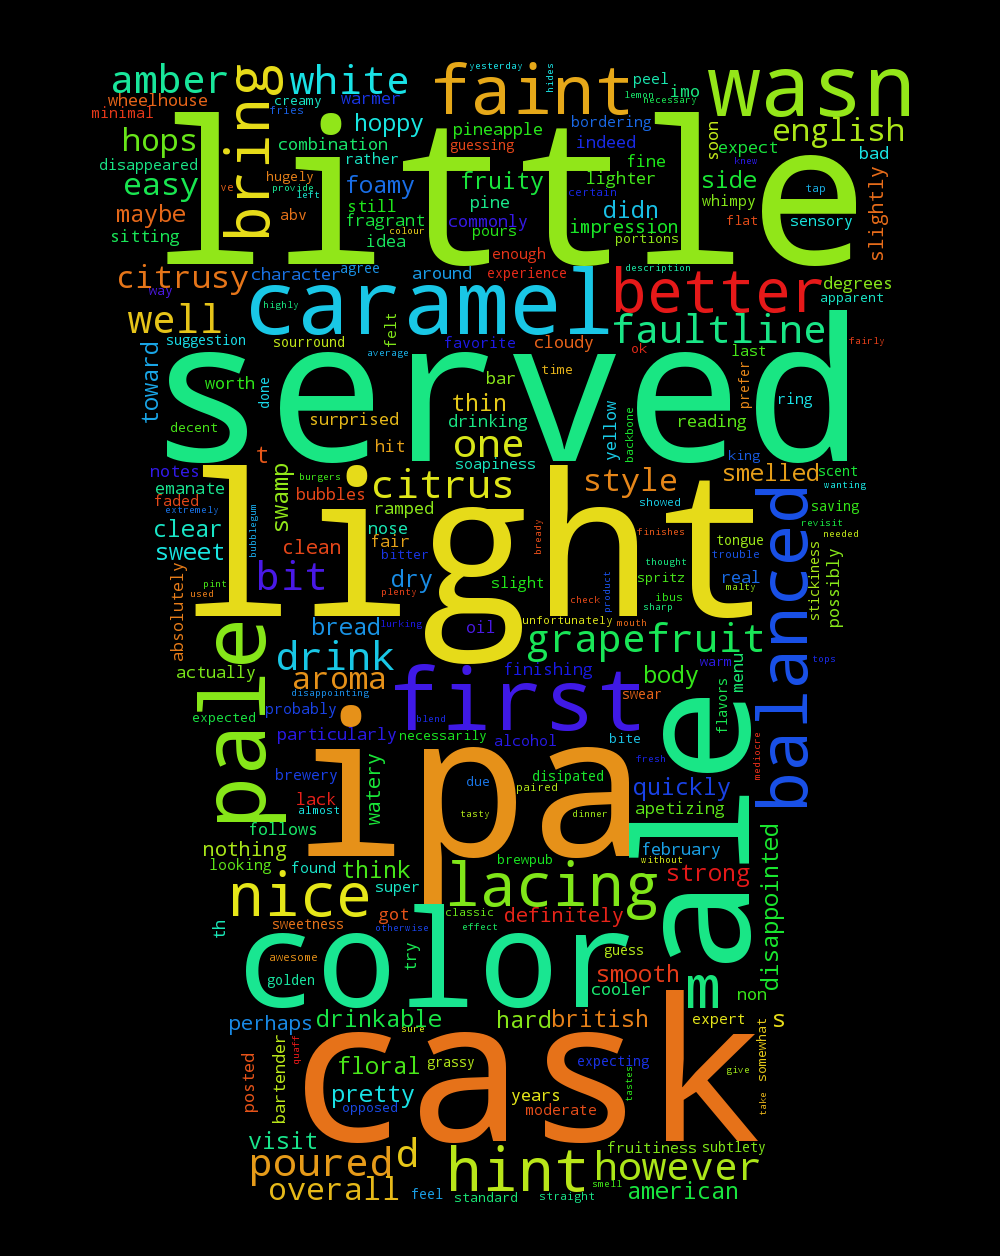 yesterday
hides
amber
white
faint
wasn
peel
imo
lemon
necessary
wheelhouse
creamy
warmer
minimal
fries
bring
hoppy
pineapple
bordering
soon
english
hops
combination
guessing
indeed
expect
bad
disappeared
rather
little
fine
knew
easy
hugely
foamy
fruity
lighter
side
ve
provide
left
certain
tap
maybe
abv
still
pine
didn
whimpy
slightly
fragrant
commonly
impression
flat
sensory
sitting
colour
idea
pours
portions
enough
citrusy
character
agree
around
experience
description
better
degrees
way
highly
caramel
apparent
well
felt
faultline
suggestion
sourround
favorite
cloudy
fairly
toward
average
ok
last
served
worth
done
bar
time
prefer
ring
decent
surprised
thin
drinking
yellow
backbone
reading
t
hit
one
king
notes
soapiness
smelled
scent
emanate
swamp
burgers
citrus
style
wanting
faded
extremely
bubbles
ramped
showed
saving
clear
bubblegum
nose
light
revisit
sweet
clean
fair
bready
finishes
tongue
needed
bitter
thought
trouble
stickiness
possibly
bit
dry
slight
product
spritz
real
absolutely
pint
used
plenty
check
ibus
malty
sharp
balanced
bread
lurking
oil
unfortunately
mouth
pale
drink
grapefruit
actually
aroma
finishing
body
warm
menu
tops
disappointing
first
swear
flavors
expected
probably
blend
particularly
necessarily
alcohol
bite
mediocre
brewery
watery
ipa
fresh
due
disipated
paired
quickly
lack
almost
tasty
dinner
apetizing
ale
follows
nothing
brewpub
without
february
looking
found
think
strong
disappointed
nice
super
lacing
got
classic
definitely
th
sweetness
otherwise
effect
awesome
try
guess
golden
color
smooth
cooler
m
non
perhaps
drinkable
sure
hard
british
expert
s
posted
bartender
quaff
floral
grassy
expecting
somewhat
pretty
cask
tastes
give
opposed
years
moderate
take
visit
d
fruitiness
subtlety
poured
hint
however
overall
feel
smell
standard
straight
american